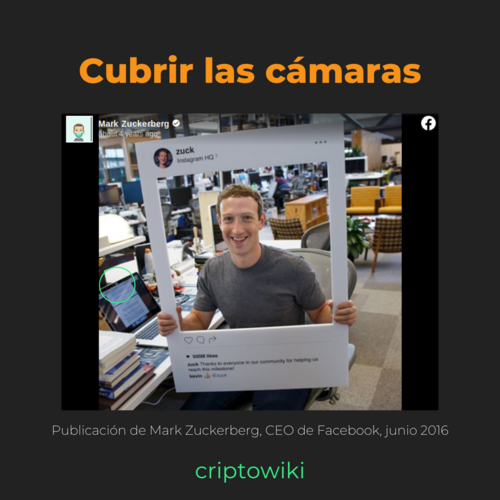 Cubrir las cámaras
Mark Zuckerberg
about 4 years ago
zuck
Instagram HQ
500M likes
zuck Thanks to everyone in our community for helping us
reach this milestone!
kevin 👍 @zuck
Publicación de Mark Zuckerberg, CEO de Facebook, junio 2016
criptowiki